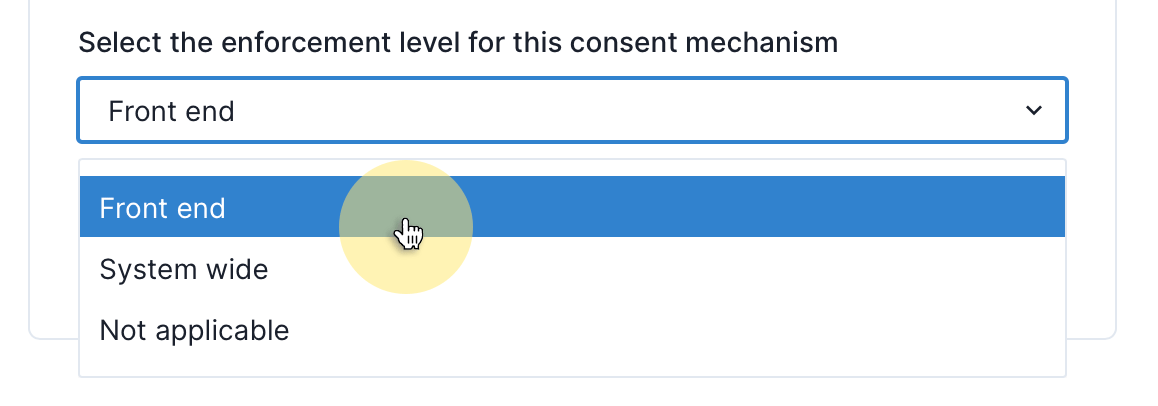 Select the enforcement level for this consent mechanism
Front end
Front end
System wide
Not applicable